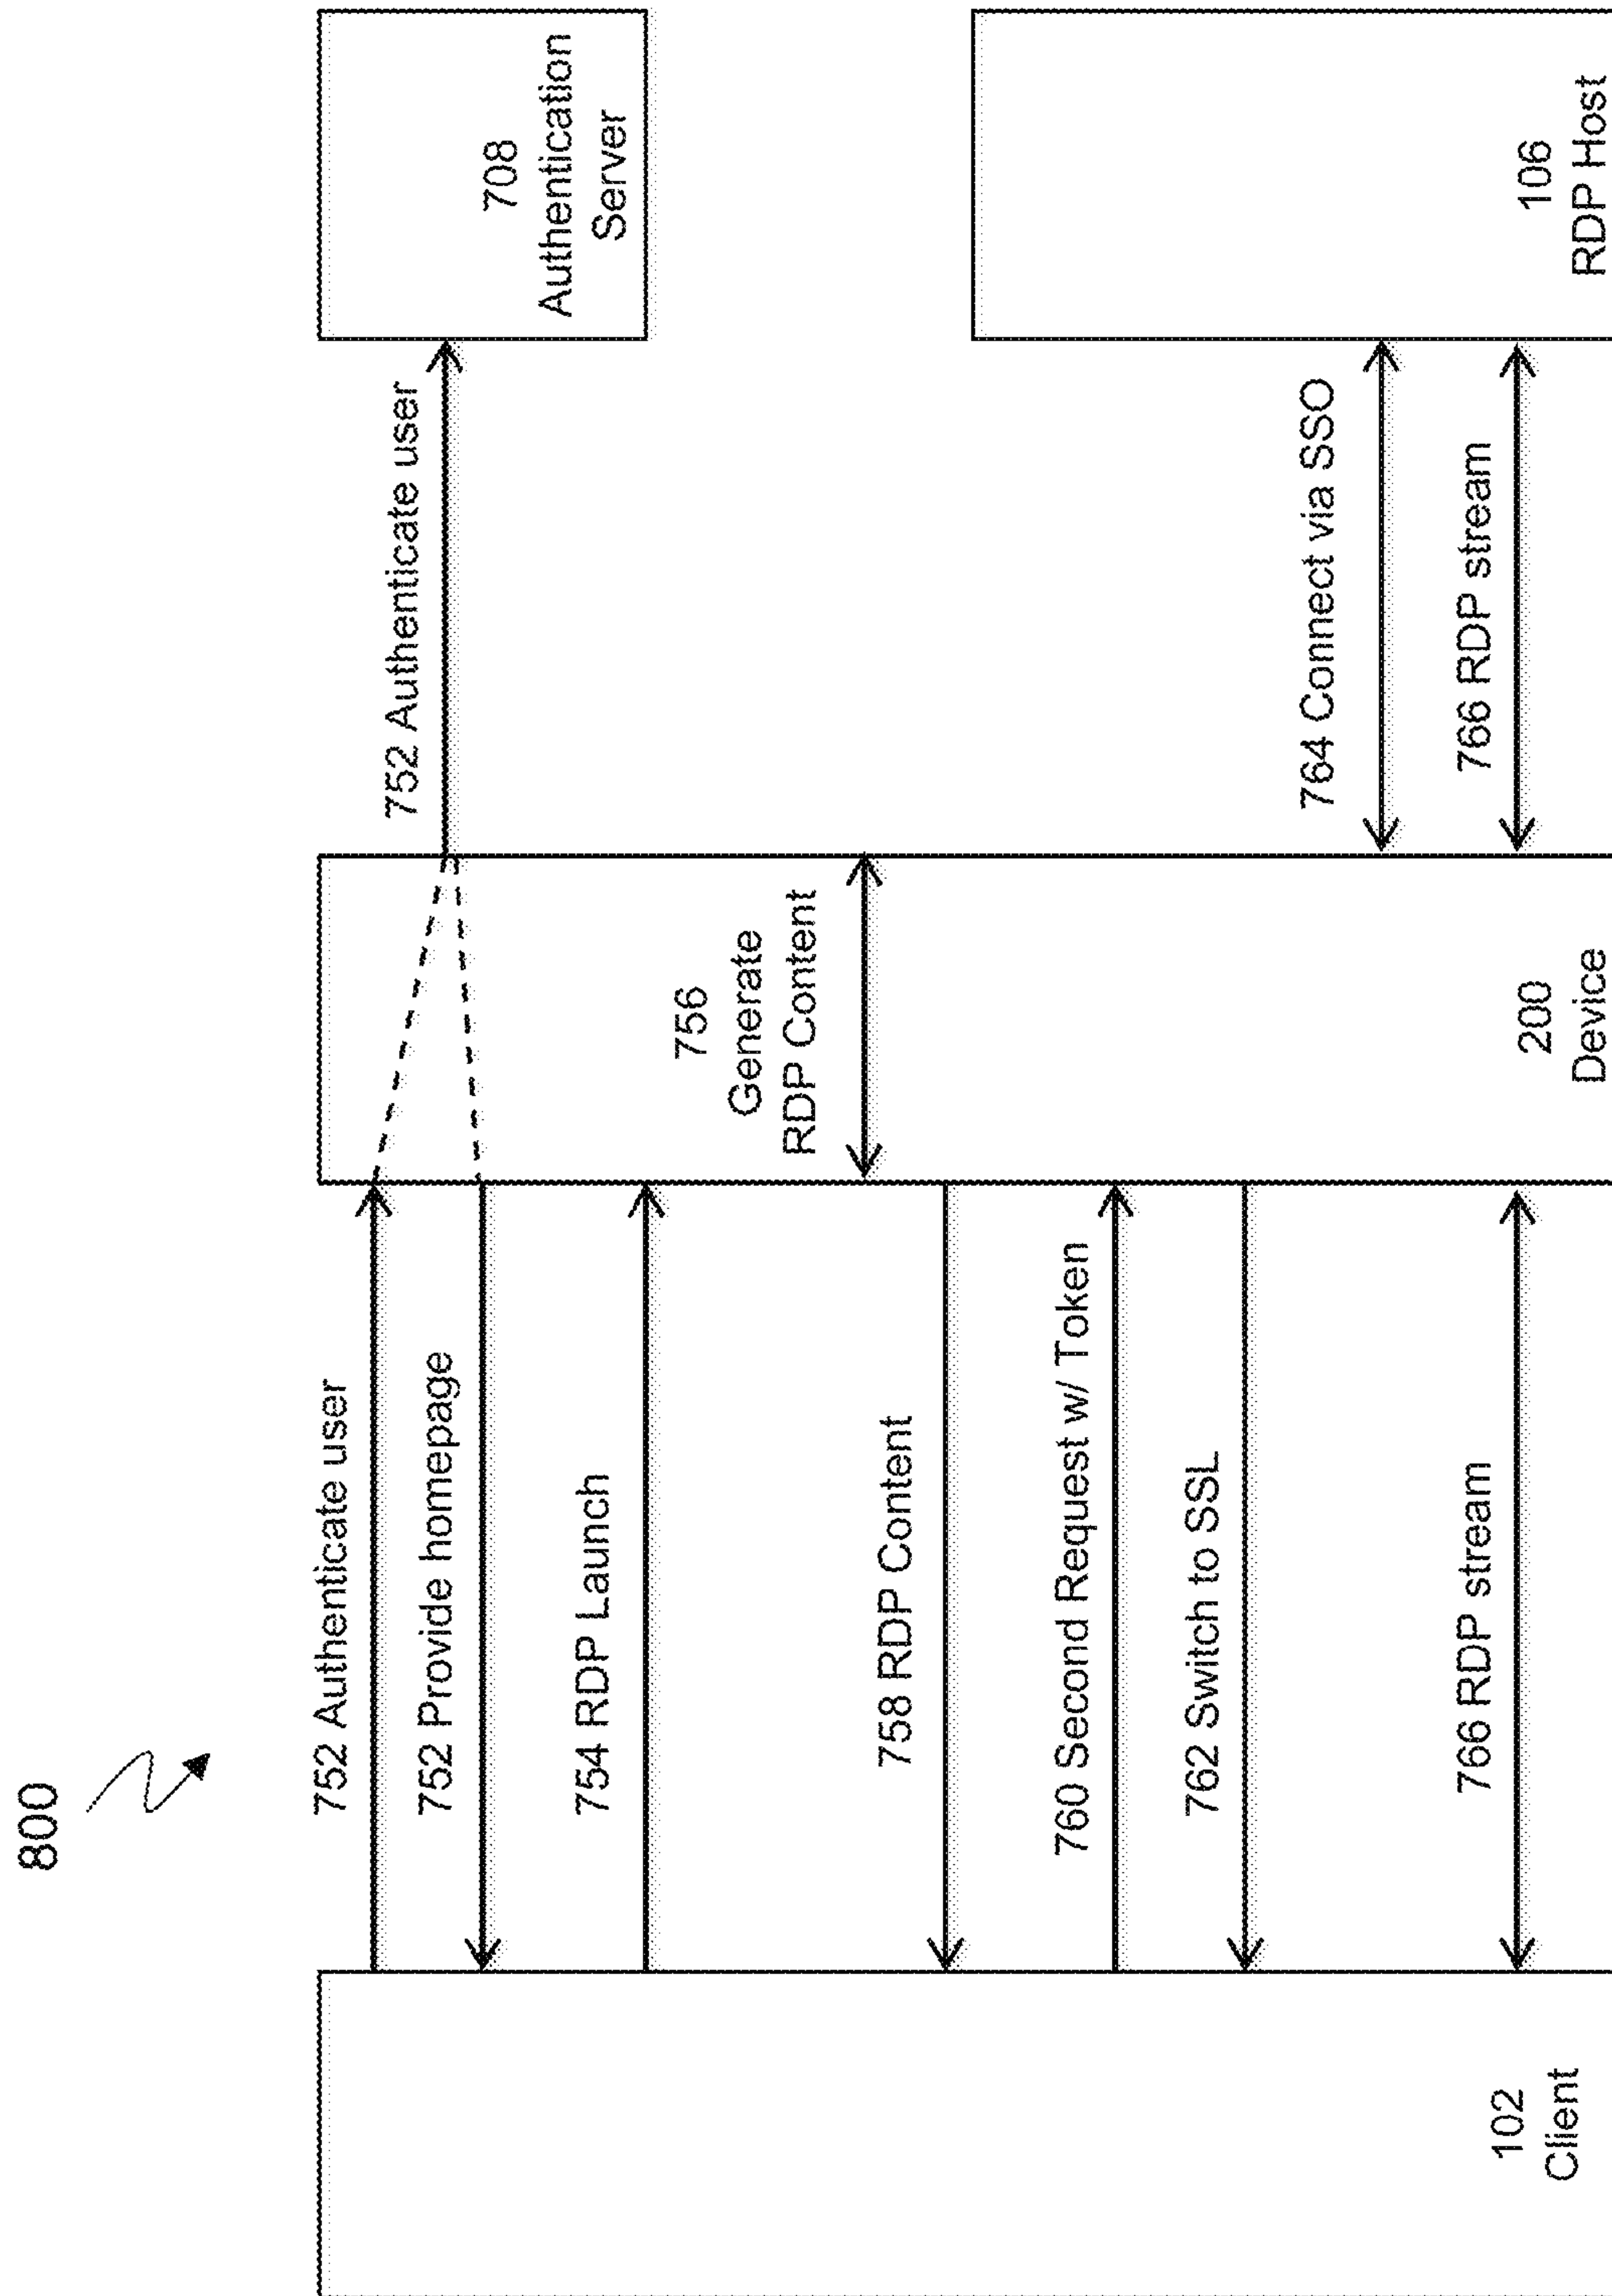 800
752 Authenticate user
752 Provide homepage
754 RDP Launch
758 RDP Content
760 Second Request w/ Token
762 Switch to SSL
766 RDP stream
102
Client
756
Generate
RDP Content
200
Device
752 Authenticate user
764 Connect via SSO
766 RDP stream
708
Authentication
Server
106
RDP Host